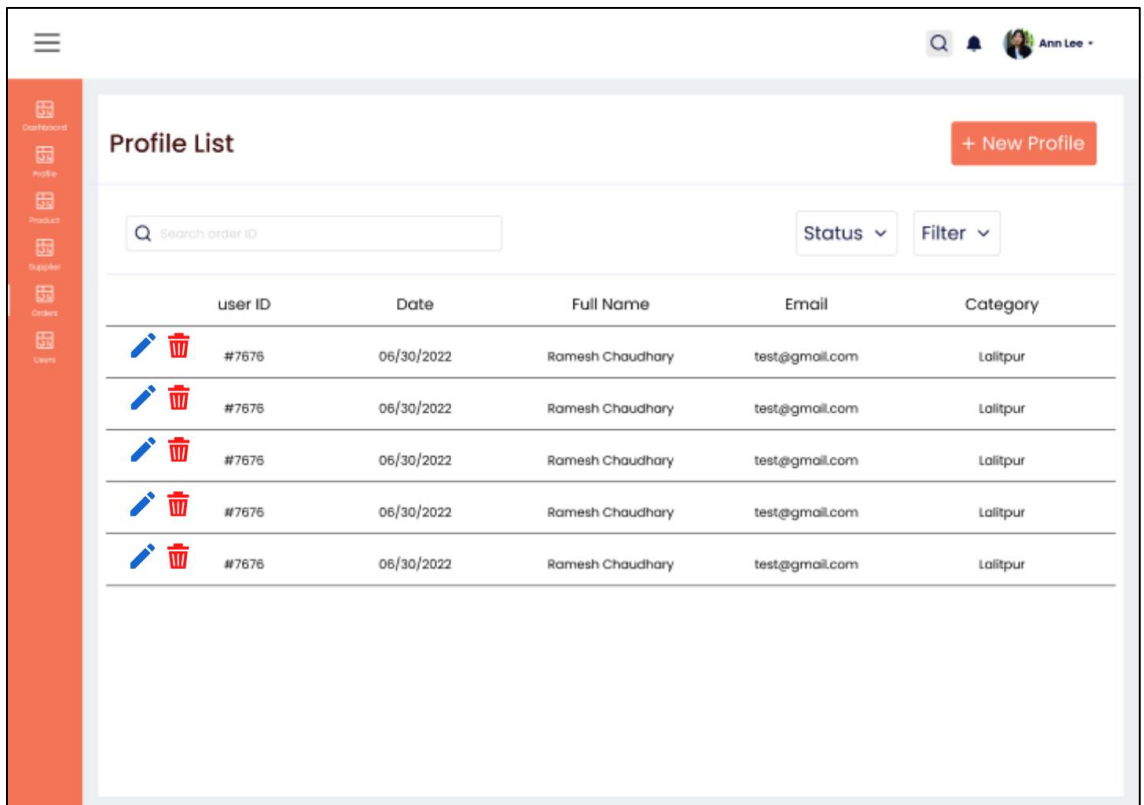 Ann Lee
Dashboard
Profile
Product
Supplier
Orders
Users
Profile List
+ New Profile
Search order ID
Status
Filter
user ID Date Full Name Email Category
#7676 06/30/2022 Ramesh Chaudhary test@gmail.com Lalitpur
#7676 06/30/2022 Ramesh Chaudhary test@gmail.com Lalitpur
#7676 06/30/2022 Ramesh Chaudhary test@gmail.com Lalitpur
#7676 06/30/2022 Ramesh Chaudhary test@gmail.com Lalitpur
#7676 06/30/2022 Ramesh Chaudhary test@gmail.com Lalitpur